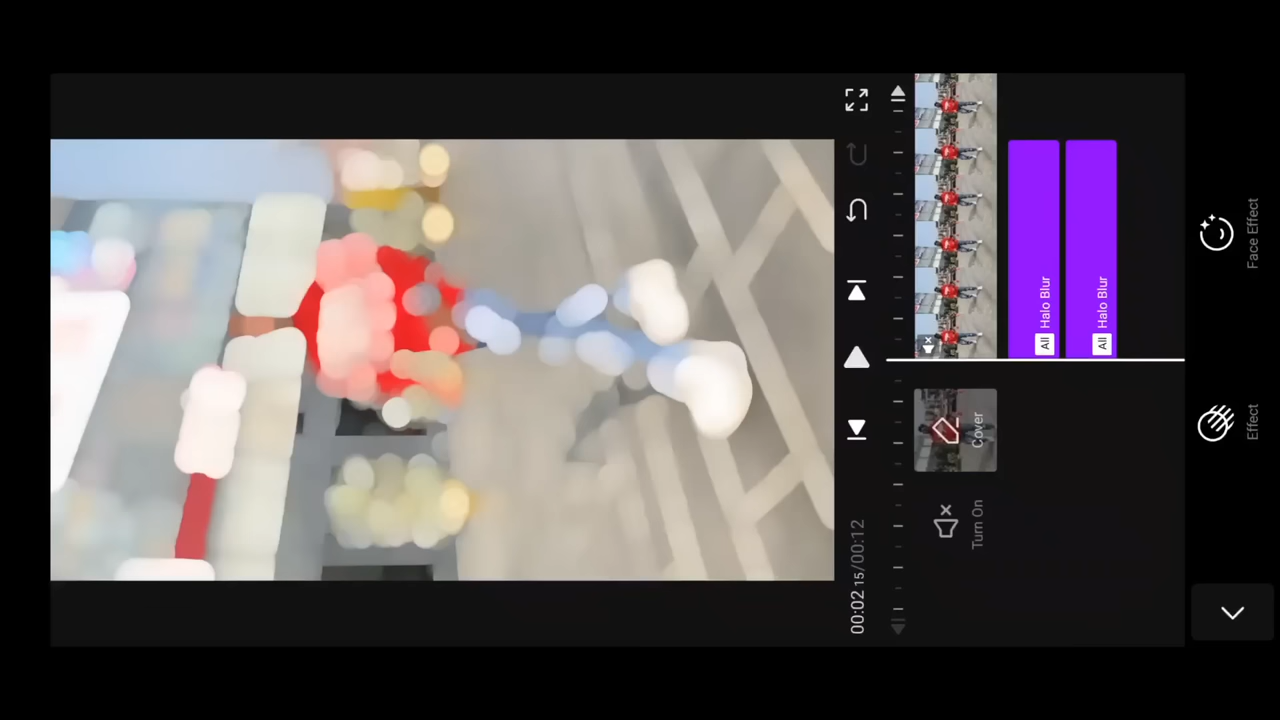 00:02 15/00:12
Turn On
Cover
All Halo Blur
All Halo Blur
Effect
Face Effect